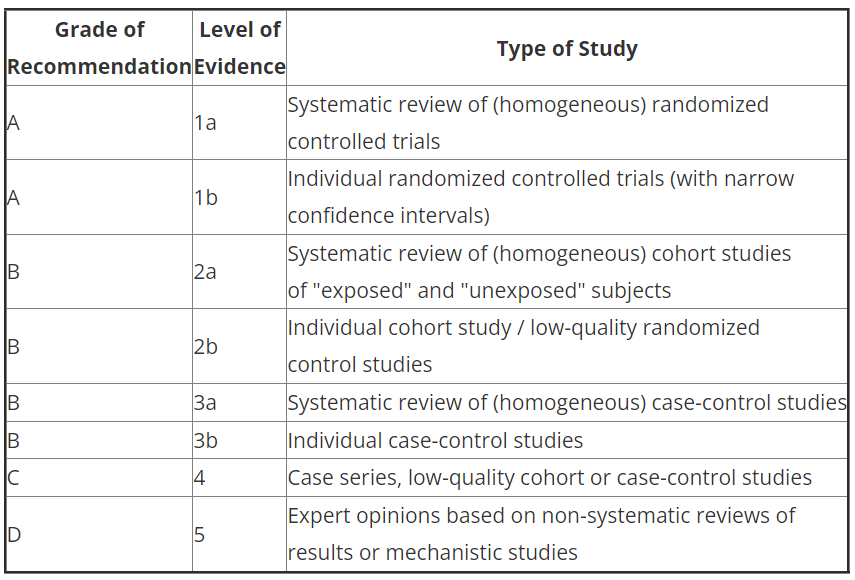 Grade of Recommendation Level of Evidence Type of Study
A 1a Systematic review of (homogeneous) randomized
controlled trials
A 1b Individual randomized controlled trials (with narrow
confidence intervals)
B 2a Systematic review of (homogeneous) cohort studies
of "exposed" and "unexposed" subjects
B 2b Individual cohort study / low-quality randomized
control studies
B 3a Systematic review of (homogeneous) case-control studies
B 3b Individual case-control studies
C 4 Case series, low-quality cohort or case-control studies
D 5 Expert opinions based on non-systematic reviews of
results or mechanistic studies